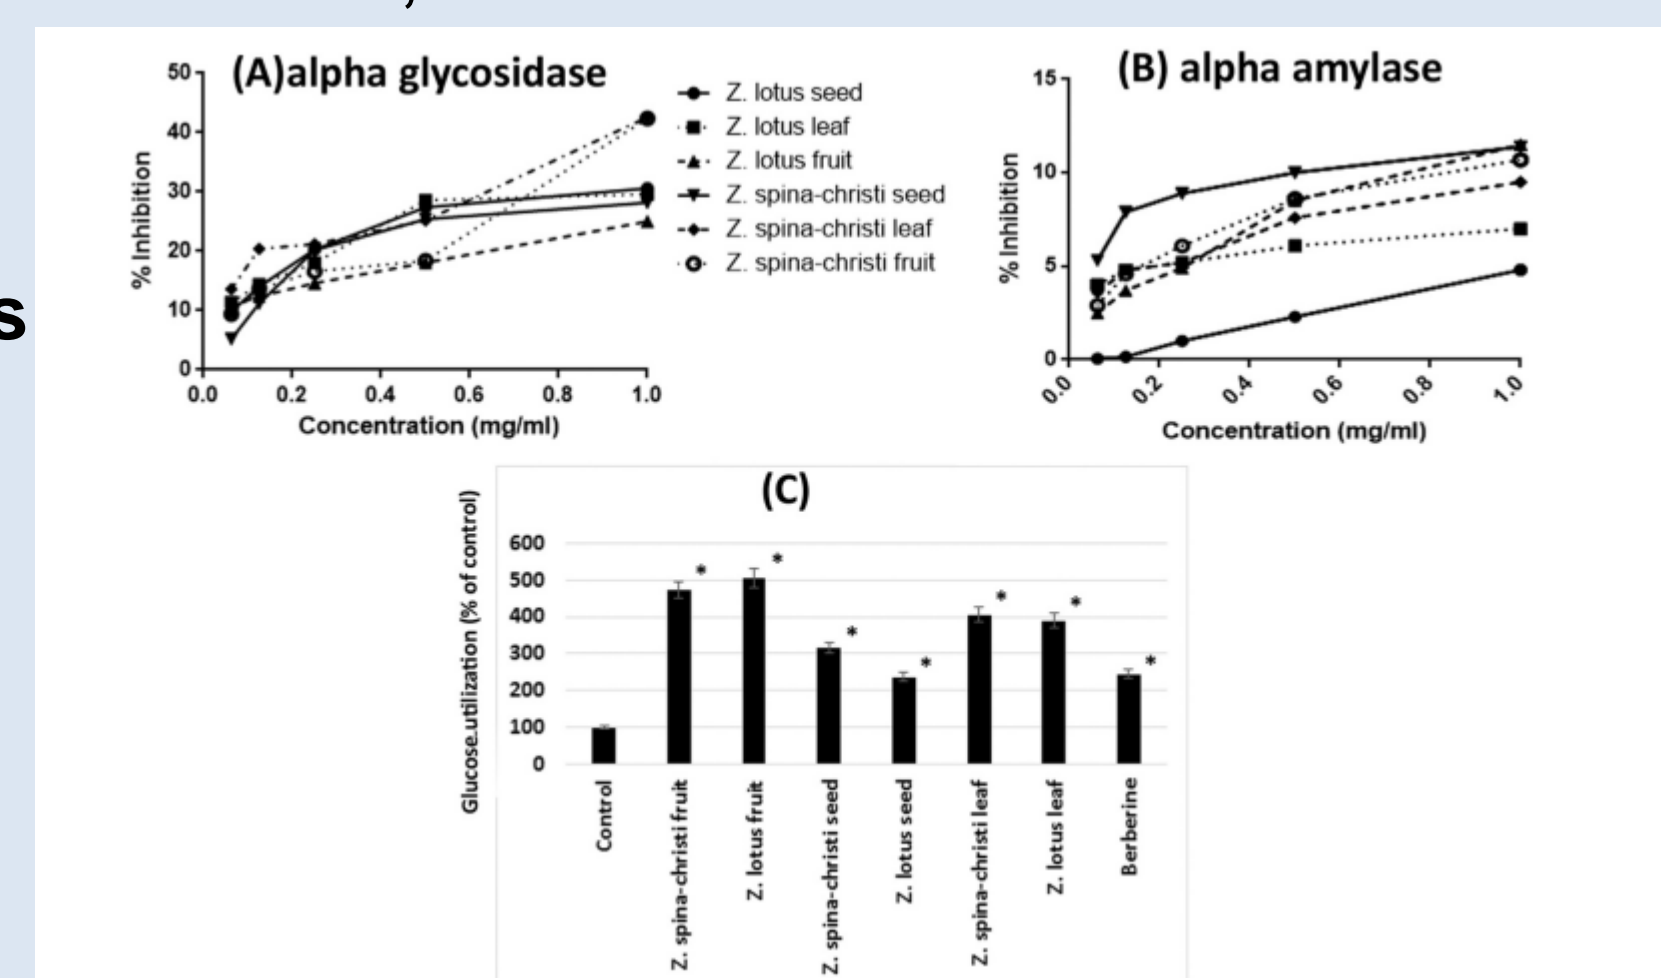 s
(A)alpha glycosidase
50
40
30
20
10
0
% Inhibition
0.0 0.2 0.4 0.6 0.8 1.0
Concentration (mg/ml)
Z. lotus seed
Z. lotus leaf
Z. lotus fruit
Z. spina-christi seed
Z. spina-christi leaf
Z. spina-christi fruit
(B) alpha amylase
15
10
5
0
% Inhibition
0.0 0.2 0.4 0.6 0.8 1.0
Concentration (mg/ml)
(C)
Glucose.utilization (% of control)
600
500
400
300
200
100
0
* * * * * * *
Control
Z. spina-christi fruit
Z. lotus fruit
Z. spina-christi seed
Z. lotus seed
Z. spina-christi leaf
Z. lotus leaf
Berberine